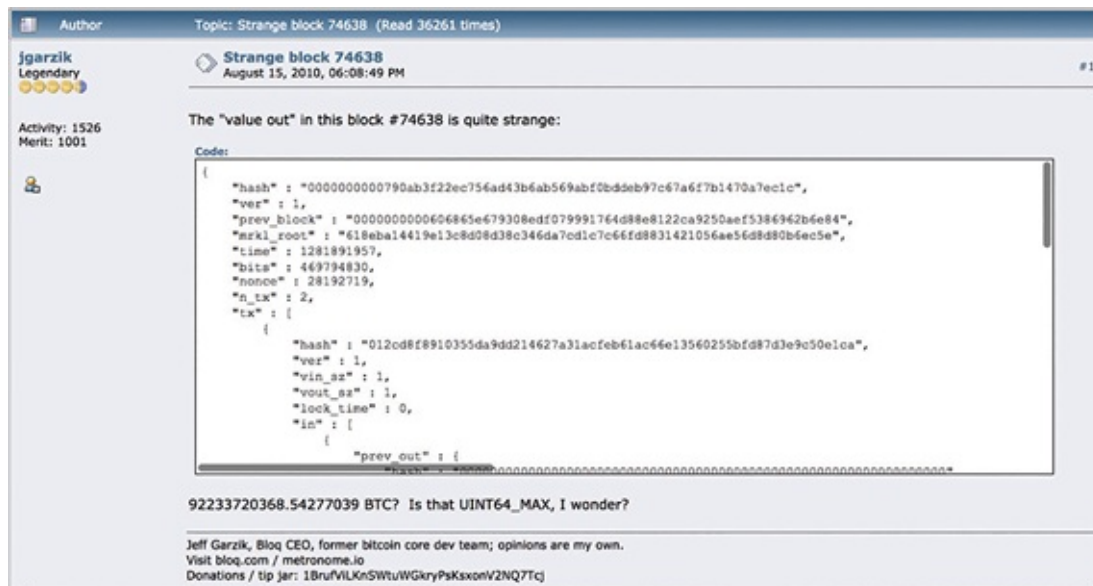 Author Topic: Strange block 74638 (Read 36261 times)
jgarzik
Legendary
Activity: 1526
Merit: 1001
Strange block 74638
August 15, 2010, 06:08:49 PM
#1
The "value out" in this block #74638 is quite strange:
Code:
{
"hash" : "0000000000790ab3f22ec756ad43b6ab569abf0bddeb97c67a6f7b1470a7ec1c",
"ver" : 1,
"prev_block" : "0000000000606865e679308edf079991764d88e8122ca9250aef5386962b6e84",
"mrkl_root" : "618eba14419e13c8d08d38c346da7cd1c7c66fd8831421056ae56d8d80b6ec5e",
"time" : 1281891957,
"bits" : 469794830,
"nonce" : 28192719,
"n_tx" : 2,
"tx" : [
{
"hash" : "012cd8f8910355da9dd214627a31acfeb61ac66e13560255bfd87d3e9c50e1ca",
"ver" : 1,
"vin_sz" : 1,
"vout_sz" : 1,
"lock_time" : 0,
"in" : [
{
"prev_out" : {
92233720368.54277039 BTC? Is that UINT64_MAX, I wonder?
Jeff Garzik, Bloq CEO, former bitcoin core dev team; opinions are my own.
Visit bloq.com / metronome.io
Donations / tip jar: 1BrufViLKnSWtuWGkryPsKsxonV2NQ7Tcj